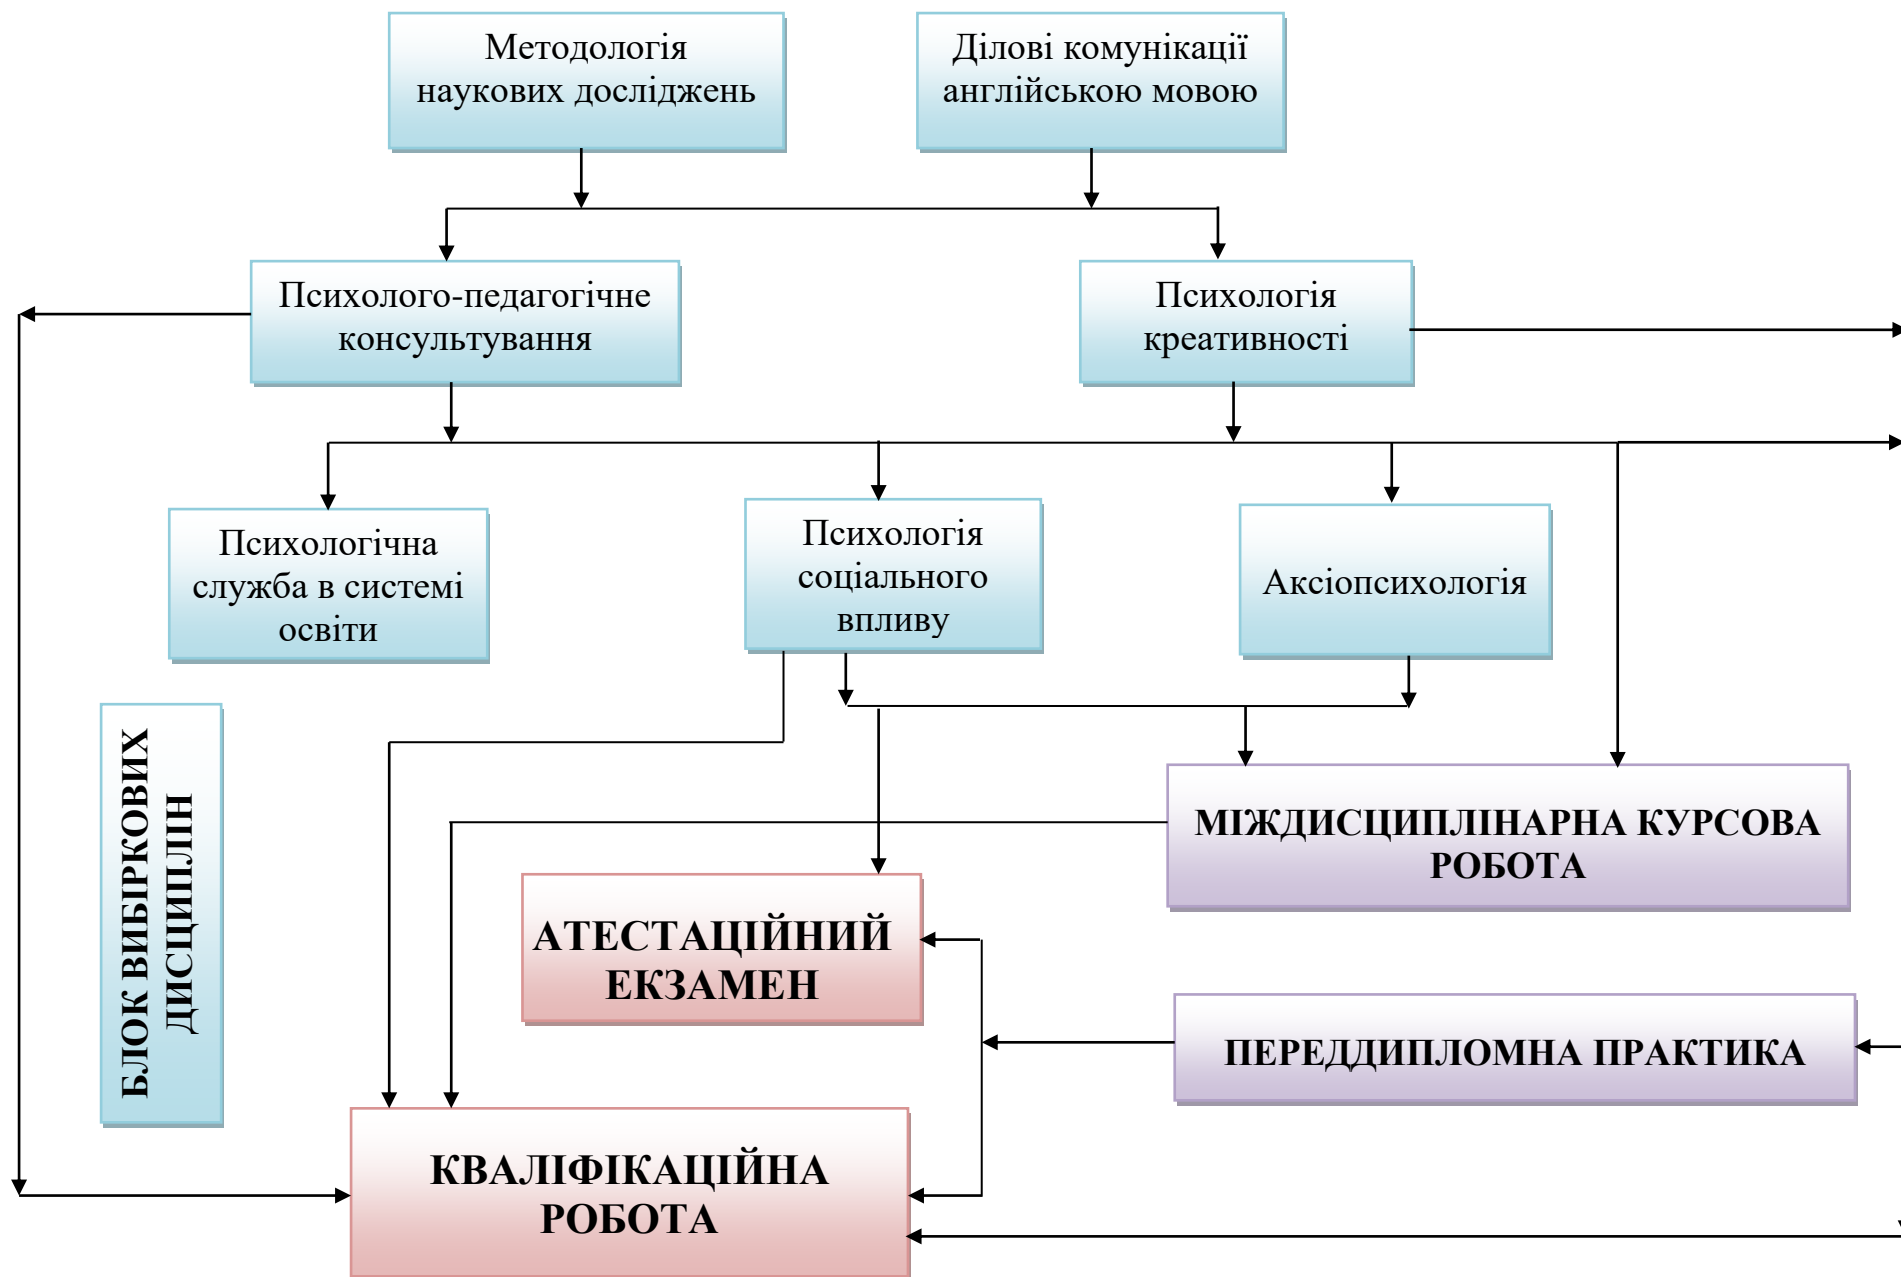 Методологія
наукових досліджень
Ділові комунікації
англійською мовою
Психолого-педагогічне
консультування
Психологія
креативності
Психологічна
служба в системі
освіти
Психологія
соціального
впливу
Аксіопсихологія
БЛОК ВИБІРКОВИХ
ДИСЦИПЛІН
МІЖДИСЦИПЛІНАРНА КУРСОВА
РОБОТА
АТЕСТАЦІЙНИЙ
ЕКЗАМЕН
ПЕРЕДДИПЛОМНА ПРАКТИКА
КВАЛІФІКАЦІЙНА
РОБОТА